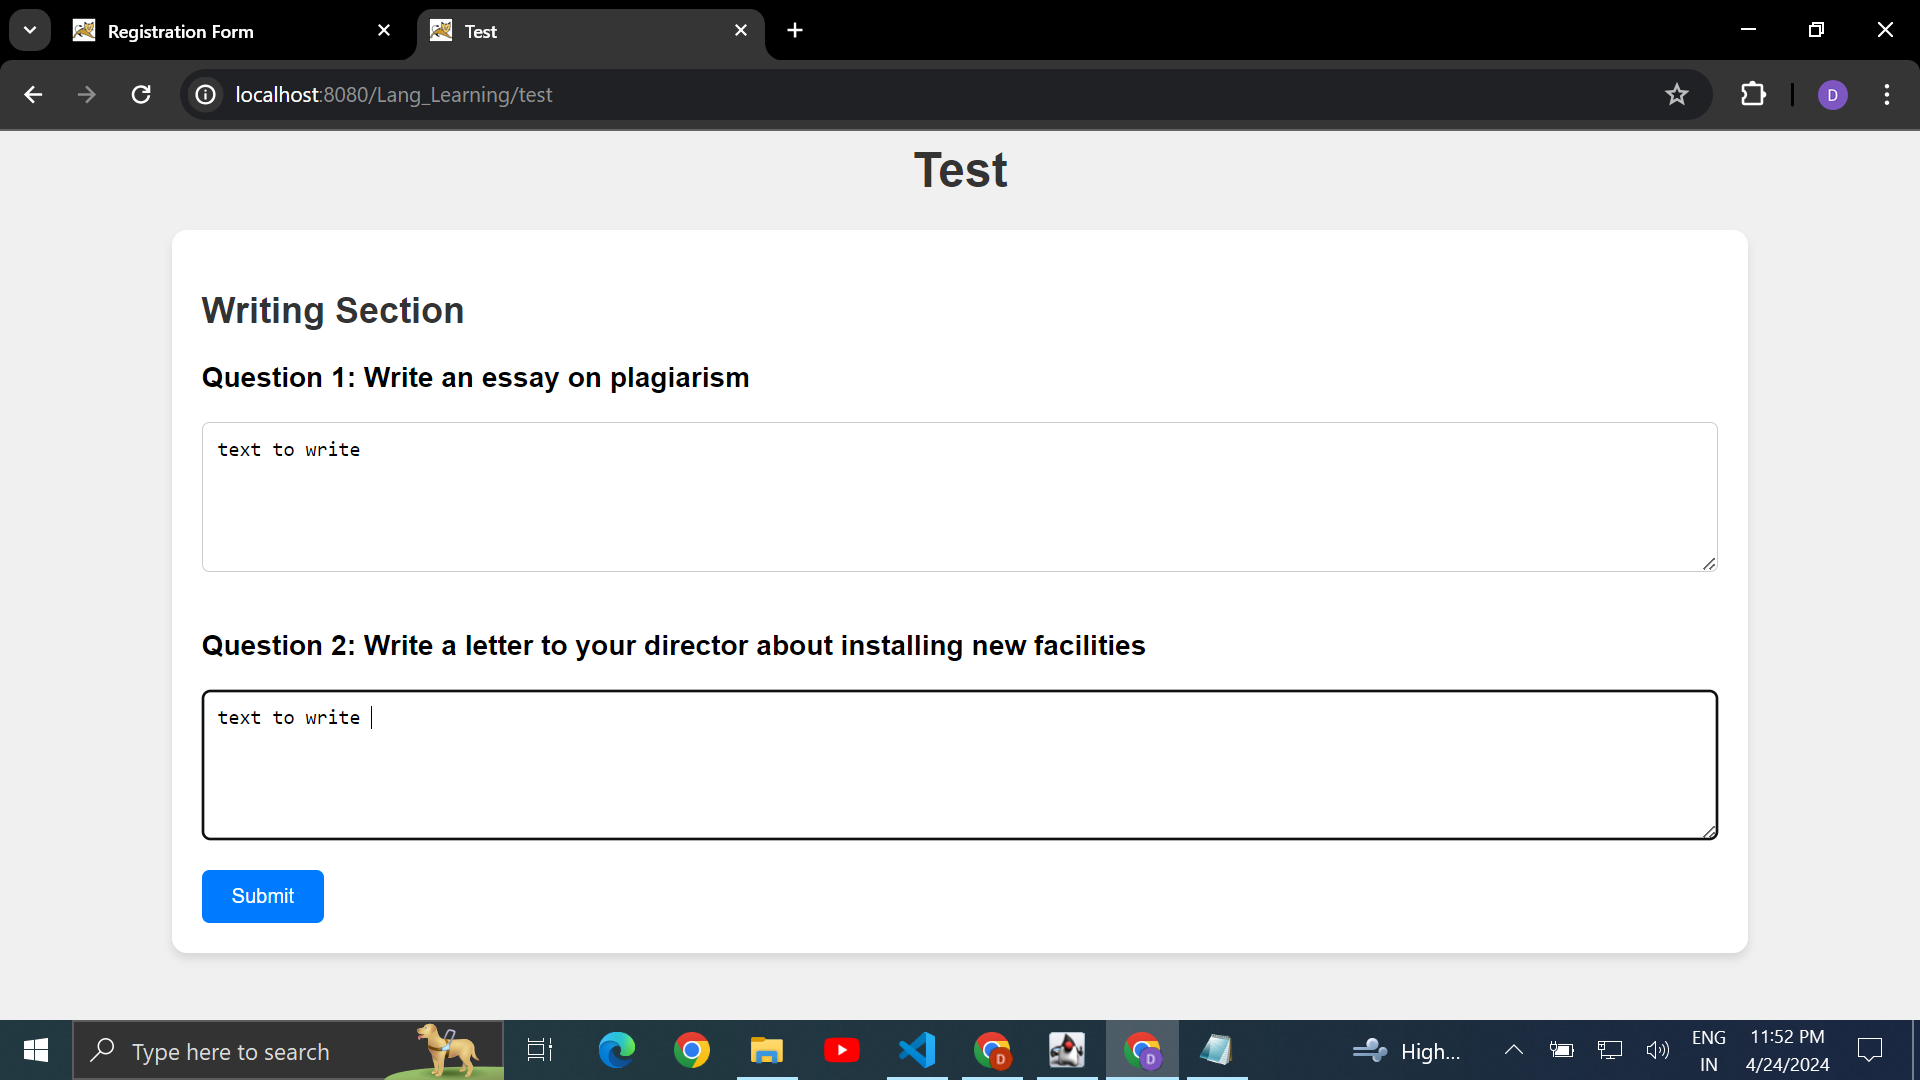 Registration Form
Test
localhost:8080/Lang_Learning/test
D
Test
Writing Section
Question 1: Write an essay on plagiarism
text to write
Question 2: Write a letter to your director about installing new facilities
text to write
Submit
Type here to search
D
D
High...
ENG
IN
11:52 PM
4/24/2024